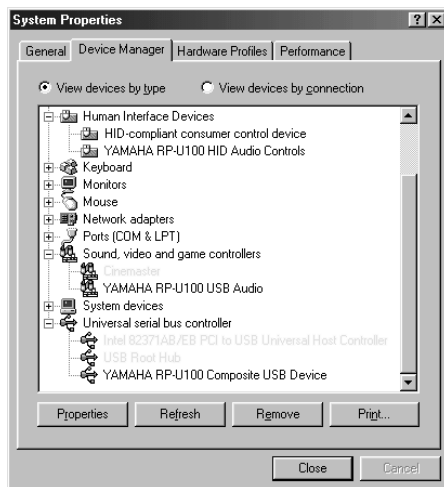 System Properties
General Device Manager Hardware Profiles Performance
View devices by type View devices by connection
Human Interface Devices
HID-compliant consumer control device
YAMAHA RP-U100 HID Audio Controls
Keyboard
Monitors
Mouse
Network adapters
Ports (COM & LPT)
Sound, video and game controllers
Cinemaster
YAMAHA RP-U100 USB Audio
System devices
Universal serial bus controller
Intel 82371AB/EB PCI to USB Universal Host Controller
USB Root Hub
YAMAHA RP-U100 Composite USB Device
Properties Refresh Remove Print...
Close Cancel